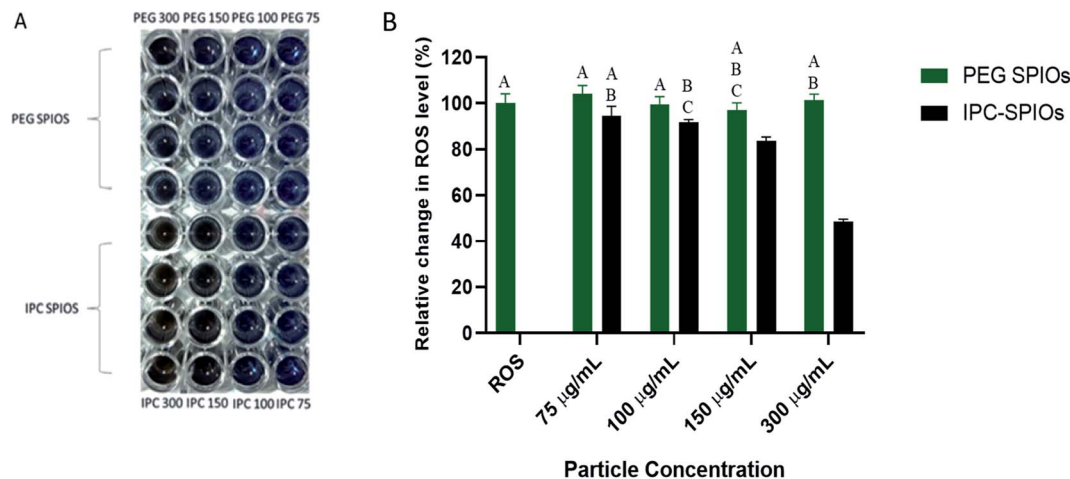 A
PEG 300 PEG 150 PEG 100 PEG 75
PEG SPIOS
IPC SPIOS
IPC 300 IPC 150 IPC 100 IPC 75
B
Relative change in ROS level (%)
120
100
80
60
40
20
0
A
A
A
B
A
B
C
A
B
C
A
B
PEG SPIOs
IPC-SPIOs
ROS
75 μg/mL
100 μg/mL
150 μg/mL
300 μg/mL
Particle Concentration